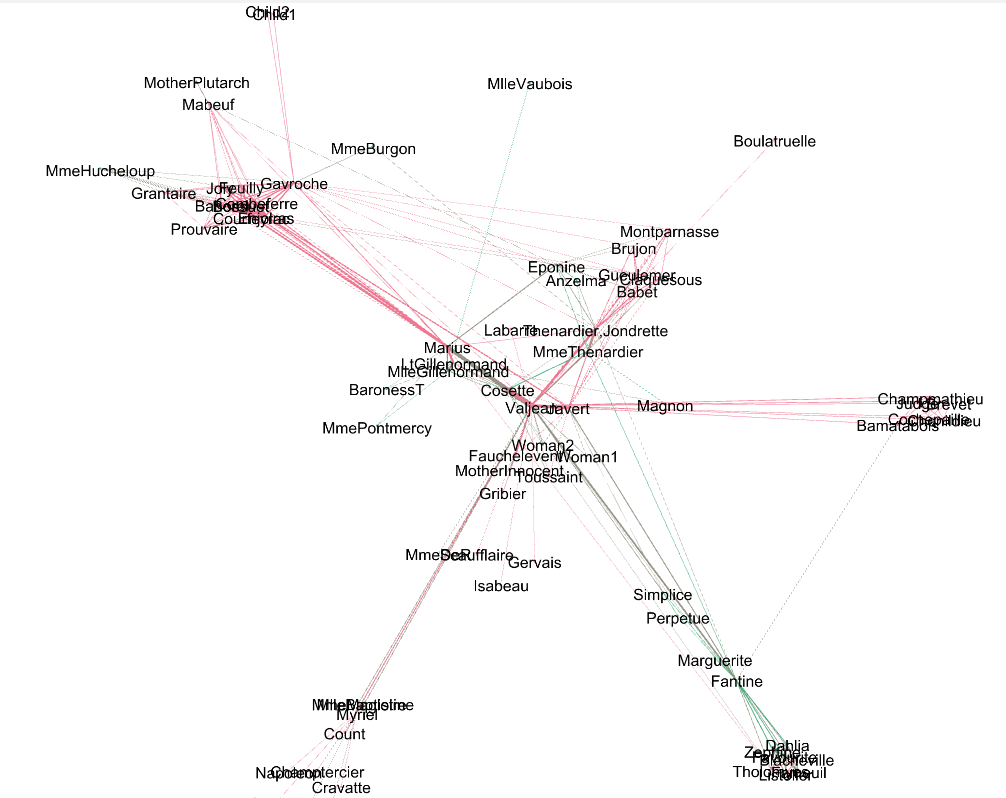 Child2
Child1
MotherPlutarch
MlleVaubois
Mabeuf
Boulatruelle
MmeBurgon
MmeHucheloup
Gavroche
Feuilly
Joly
Grantaire
Combeferre
Bossuet
Courfeyrac
Enjolras
Prouvaire
Montparnasse
Brujon
Eponine
Gueulemer
Anzelma
Claquesous
Babet
Labarre
Thenardier,Jondrette
Marius
MmeThenardier
LtGillenormand
MlleGillenormand
BaronessT
Cosette
Champmathieu
Judge
Brevet
Valjean
Javert
Magnon
Cochepaille
Chenildieu
Bamatabois
MmePontmercy
Woman2
Fauchelevent
Woman1
MotherInnocent
Toussaint
Gribier
MmeDeR
Scaufflaire
Gervais
Isabeau
Simplice
Perpetue
Marguerite
Fantine
MlleBaptistine
MmeMagloire
Myriel
Count
Dahlia
Zephine
Favourite
Blacheville
Napoleon
Champtercier
Tholomyes
Fameuil
Listolier
Cravatte